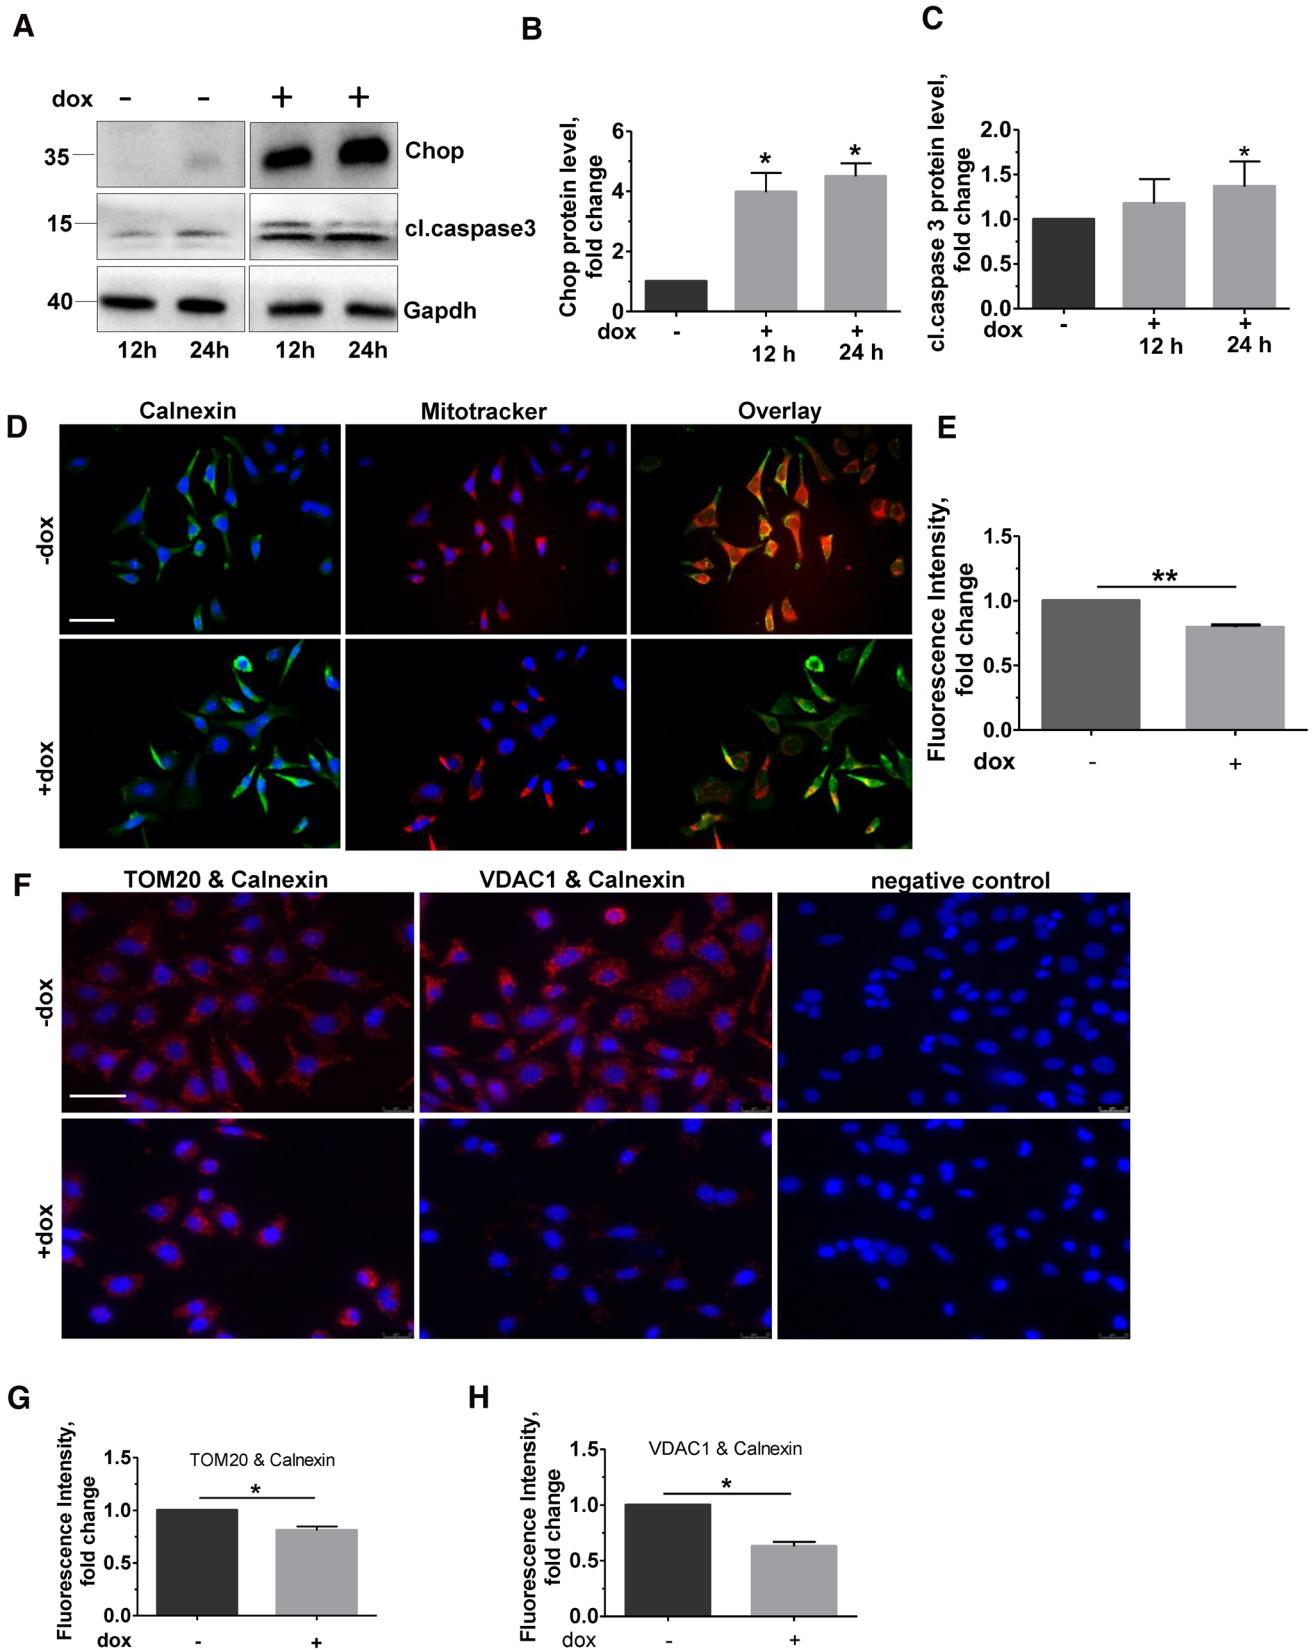 A
dox - - + +
35 Chop
15 cl.caspase3
40 Gapdh
12h 24h 12h 24h
B
Chop protein level,
fold change
6
4
2
0
dox - + +
12 h 24 h
* *
C
cl.caspase 3 protein level,
fold change
2.0
1.5
1.0
0.5
0.0
*
dox - + +
12 h 24 h
D
Calnexin Mitotracker Overlay
-dox
+dox
E
Fluorescence Intensity,
fold change
1.5
1.0
0.5
0.0
**
dox - +
F
TOM20 & Calnexin VDAC1 & Calnexin negative control
-dox
+dox
G
Fluorescence Intensity,
fold change
TOM20 & Calnexin
1.5
1.0
0.5
0.0
*
dox - +
H
Fluorescence Intensity,
fold change
VDAC1 & Calnexin
1.5
1.0
0.5
0.0
*
dox - +